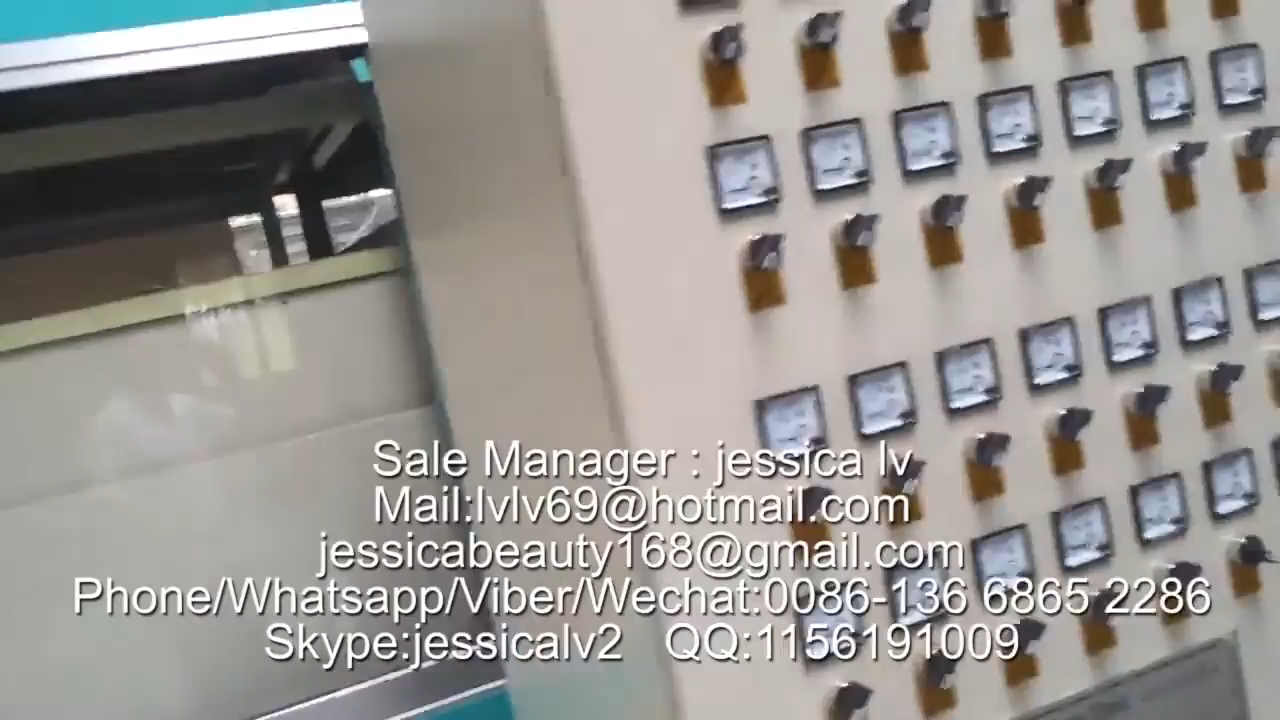 Sale Manager : jessica lv
Mail:lvlv69@hotmail.com
jessicabeauty168@gmail.com
Phone/Whatsapp/Viber/Wechat:0086-136 6865 2286
Skype:jessicalv2 QQ:1156191009